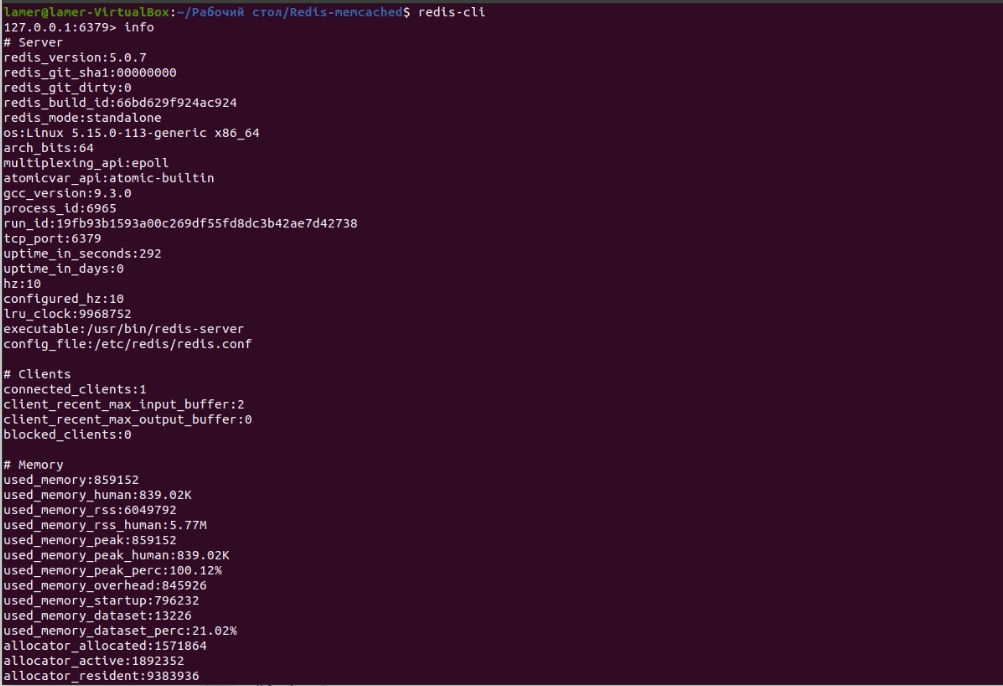 lamer@lamer-VirtualBox:~/Рабочий стол/Redis-memcached$ redis-cli
127.0.0.1:6379> info
# Server
redis_version:5.0.7
redis_git_sha1:00000000
redis_git_dirty:0
redis_build_id:66bd629f924ac924
redis_mode:standalone
os:Linux 5.15.0-113-generic x86_64
arch_bits:64
multiplexing_api:epoll
atomicvar_api:atomic-builtin
gcc_version:9.3.0
process_id:6965
run_id:19fb93b1593a00c269df55fd8dc3b42ae7d42738
tcp_port:6379
uptime_in_seconds:292
uptime_in_days:0
hz:10
configured_hz:10
lru_clock:9968752
executable:/usr/bin/redis-server
config_file:/etc/redis/redis.conf

# Clients
connected_clients:1
client_recent_max_input_buffer:2
client_recent_max_output_buffer:0
blocked_clients:0

# Memory
used_memory:859152
used_memory_human:839.02K
used_memory_rss:6049792
used_memory_rss_human:5.77M
used_memory_peak:859152
used_memory_peak_human:839.02K
used_memory_peak_perc:100.12%
used_memory_overhead:845926
used_memory_startup:796232
used_memory_dataset:13226
used_memory_dataset_perc:21.02%
allocator_allocated:1571864
allocator_active:1892352
allocator_resident:9383936